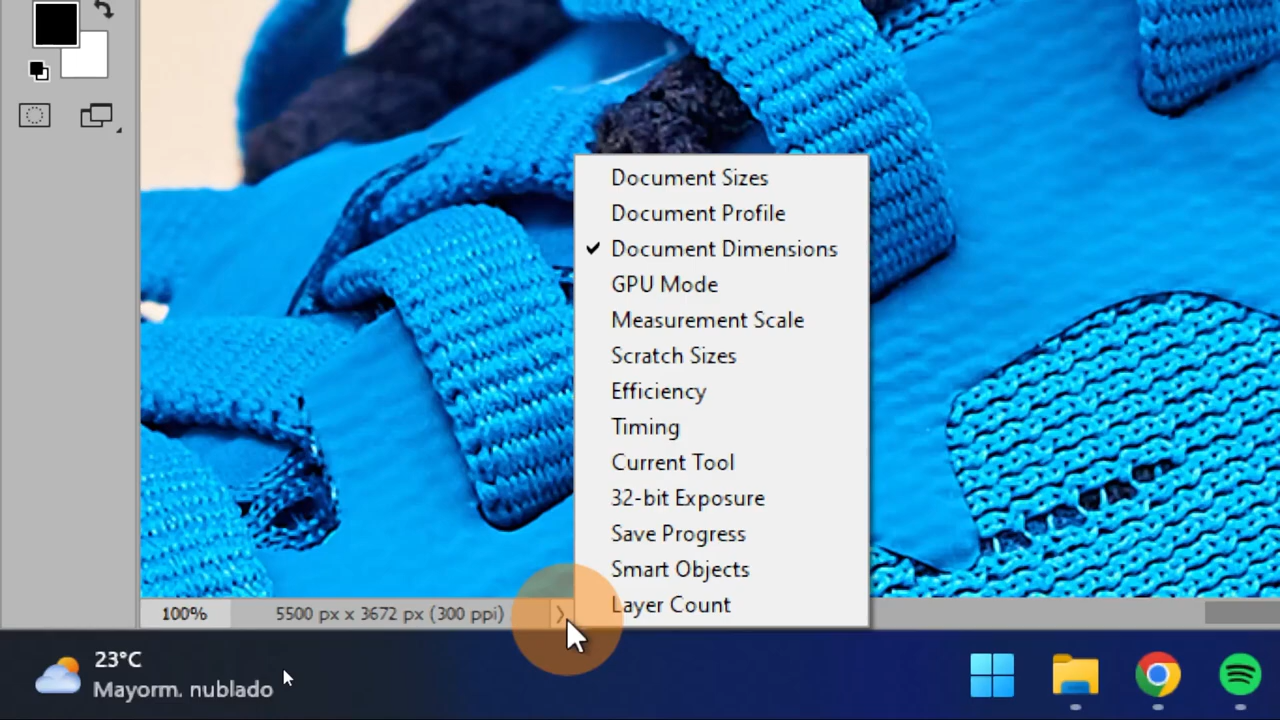 Document Sizes
Document Profile
Document Dimensions
GPU Mode
Measurement Scale
Scratch Sizes
Efficiency
Timing
Current Tool
32-bit Exposure
Save Progress
Smart Objects
Layer Count
100% 5500 px x 3672 px (300 ppi)
23°C
Mayorm. nublado